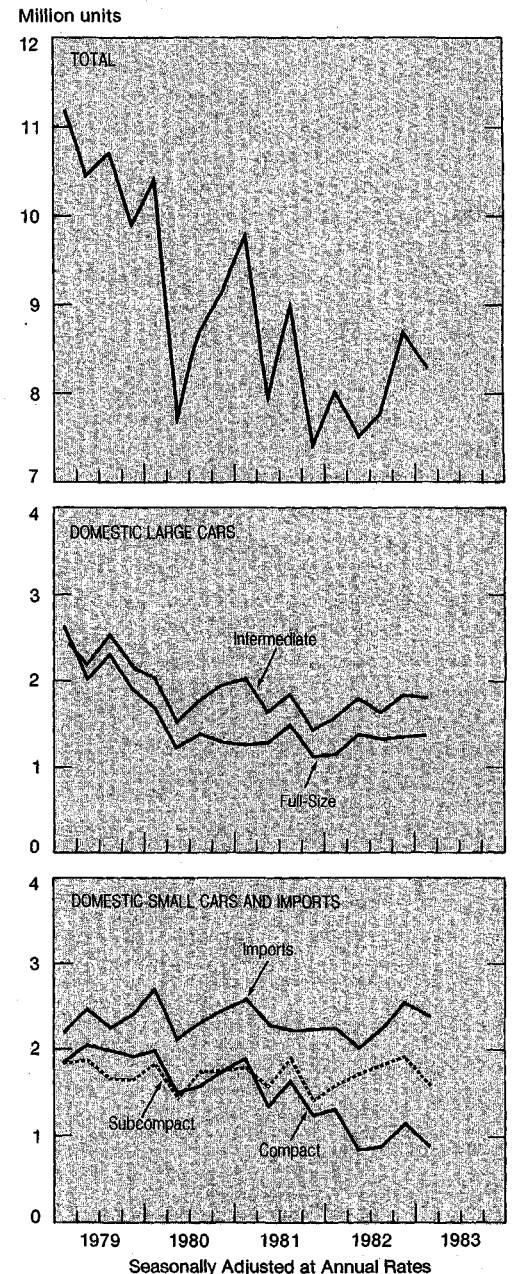 Million units
12
TOTAL
11
10
9
8
7
4
DOMESTIC LARGE CARS
3
Intermediate
2
1
Full-Size
0
4
DOMESTIC SMALL CARS AND IMPORTS
Imports
3
2
Subcompact
1
Compact
0
1979 1980 1981 1982 1983
Seasonally Adjusted at Annual Rates